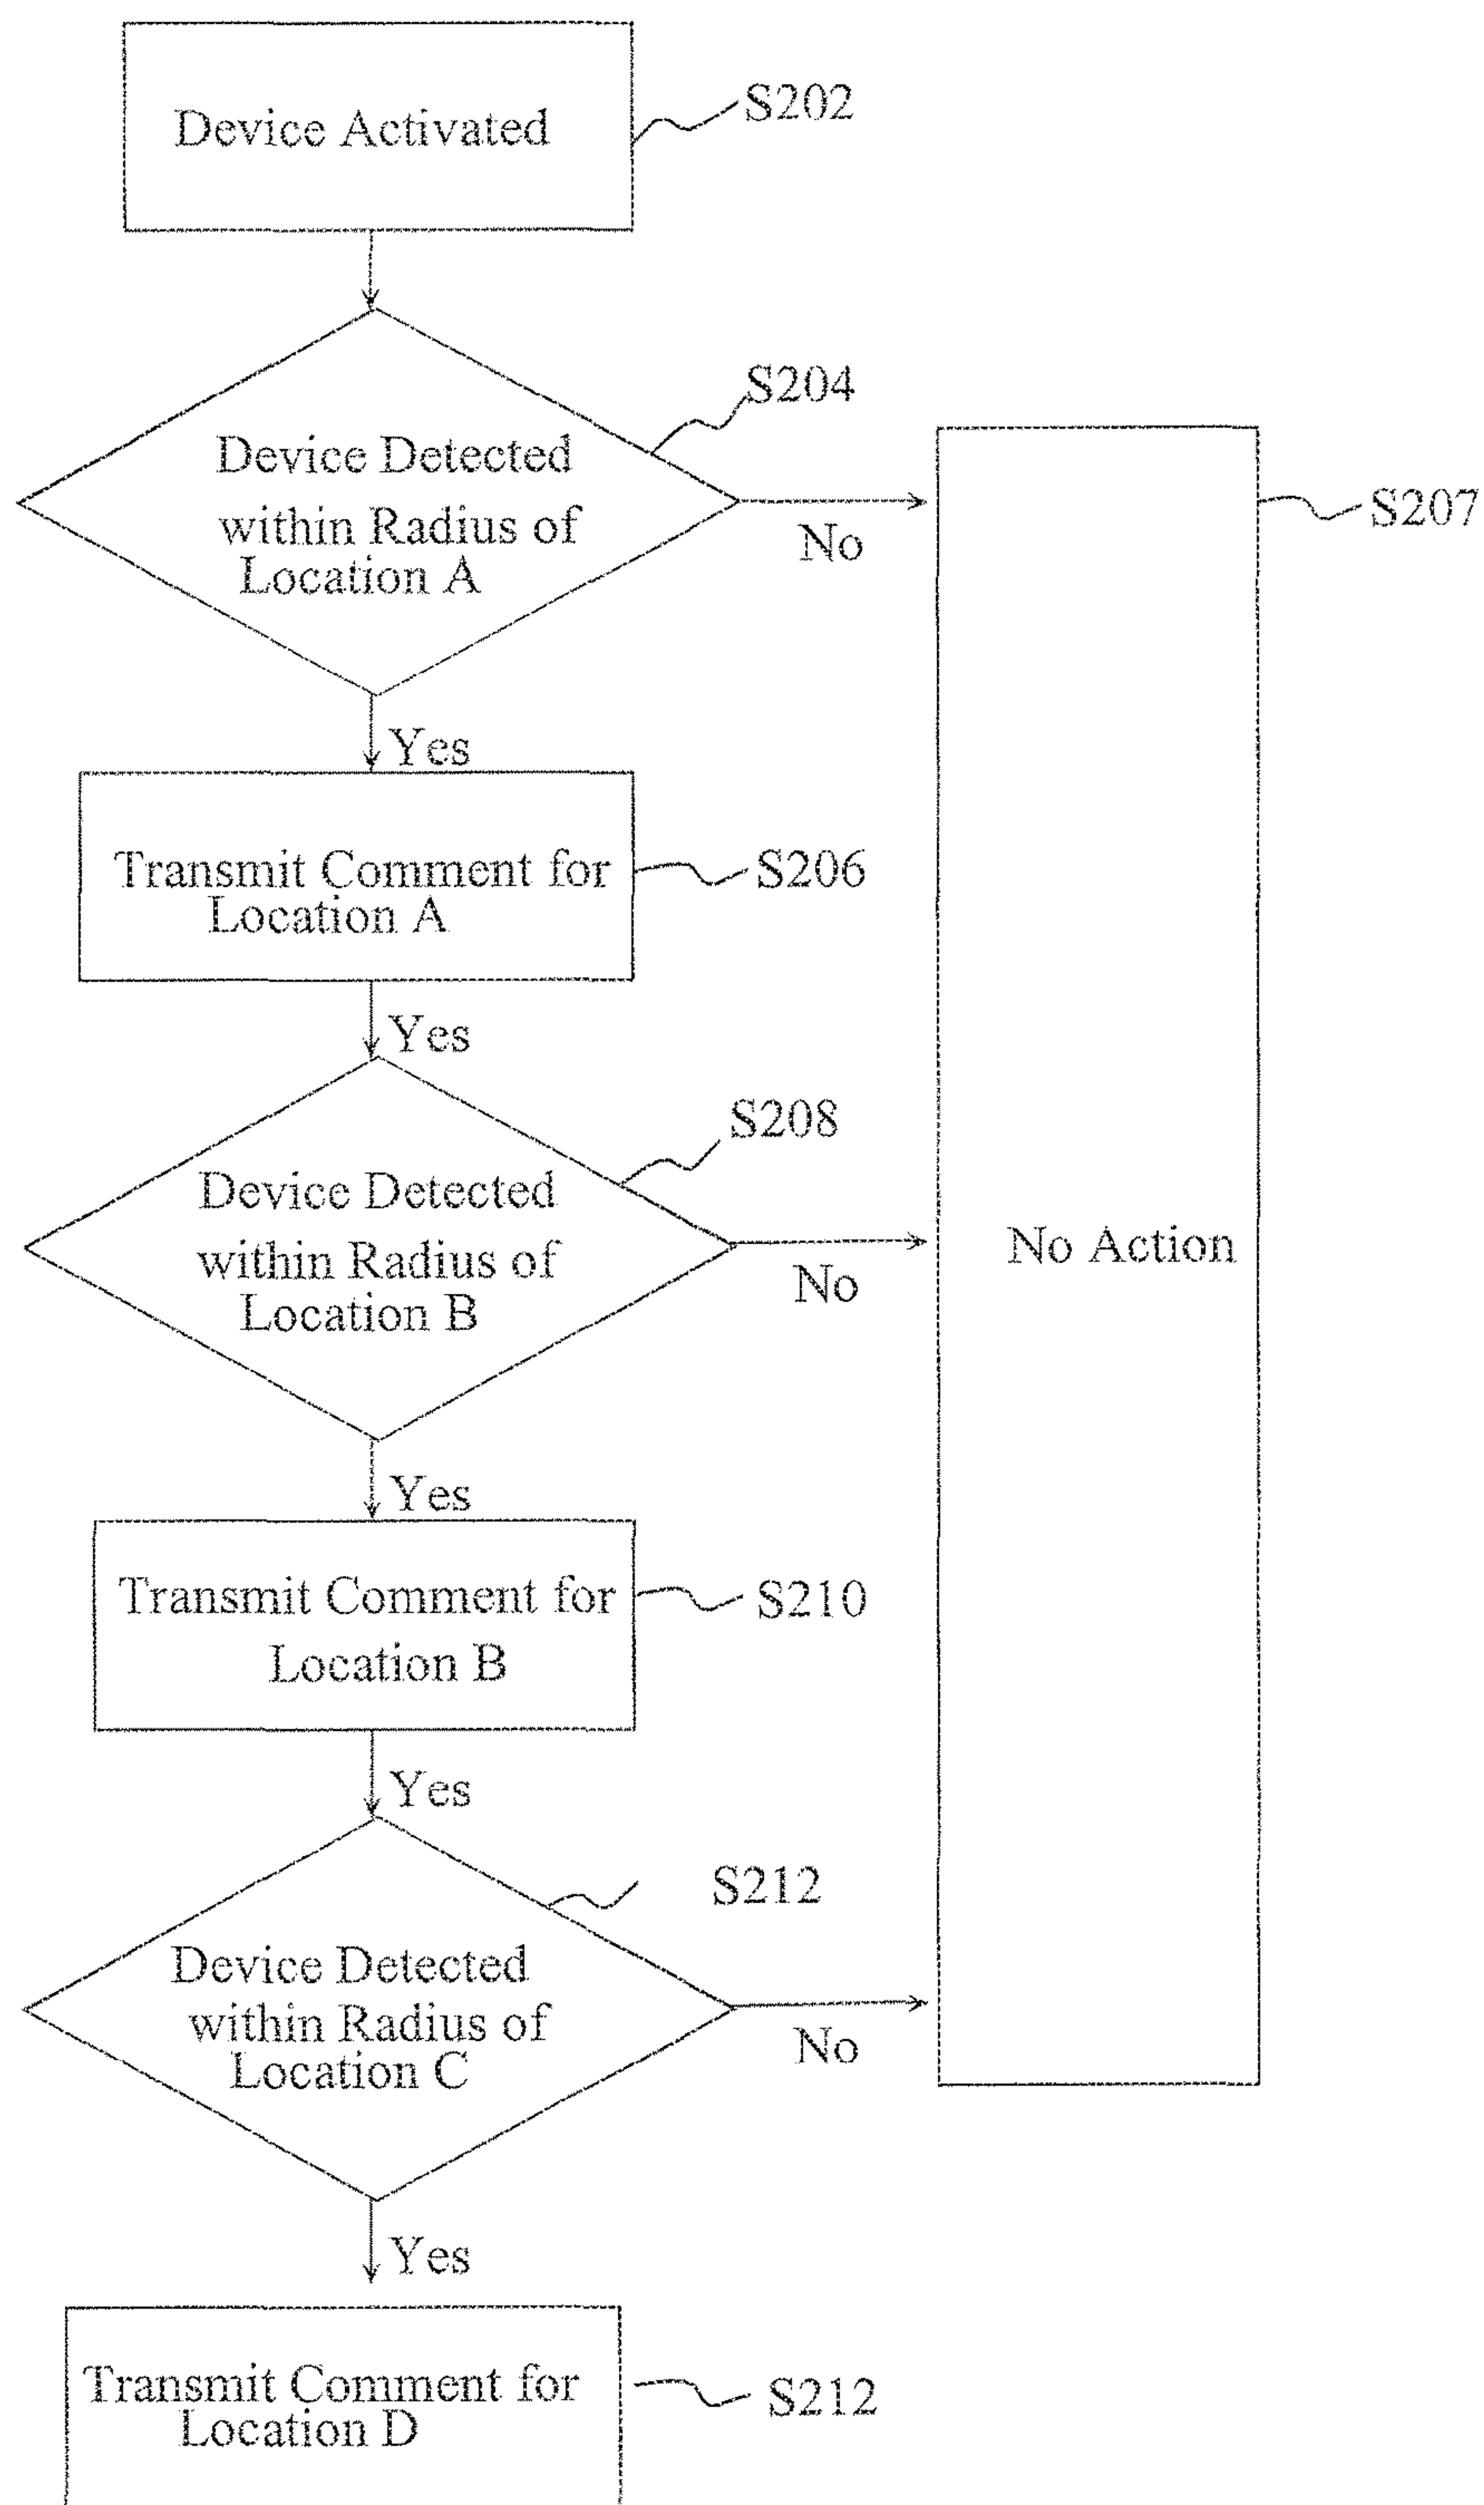 Device Activated
S202
S204
Device Detected
within Radius of
Location A
No
S207
Yes
Transmit Comment for
Location A
S206
Yes
S208
Device Detected
within Radius of
Location B
No
No Action
Yes
Transmit Comment for
Location B
S210
Yes
S212
Device Detected
within Radius of
Location C
No
Yes
Transmit Comment for
Location D
S212